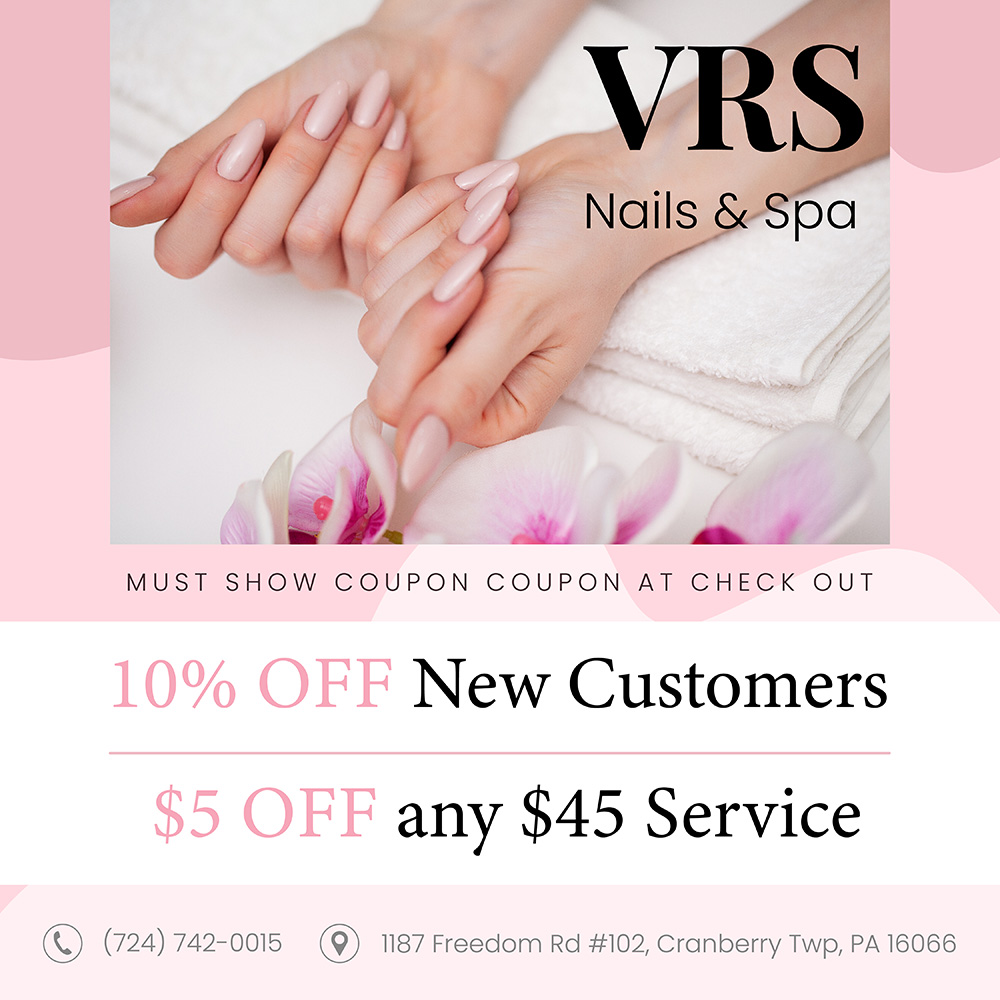 VRS
Nails & Spa
MUST SHOW COUPON COUPON AT CHECK OUT
10% OFF New Customers
$5 OFF any $45 Service
(724) 742-0015
1187 Freedom Rd #102, Cranberry Twp, PA 16066